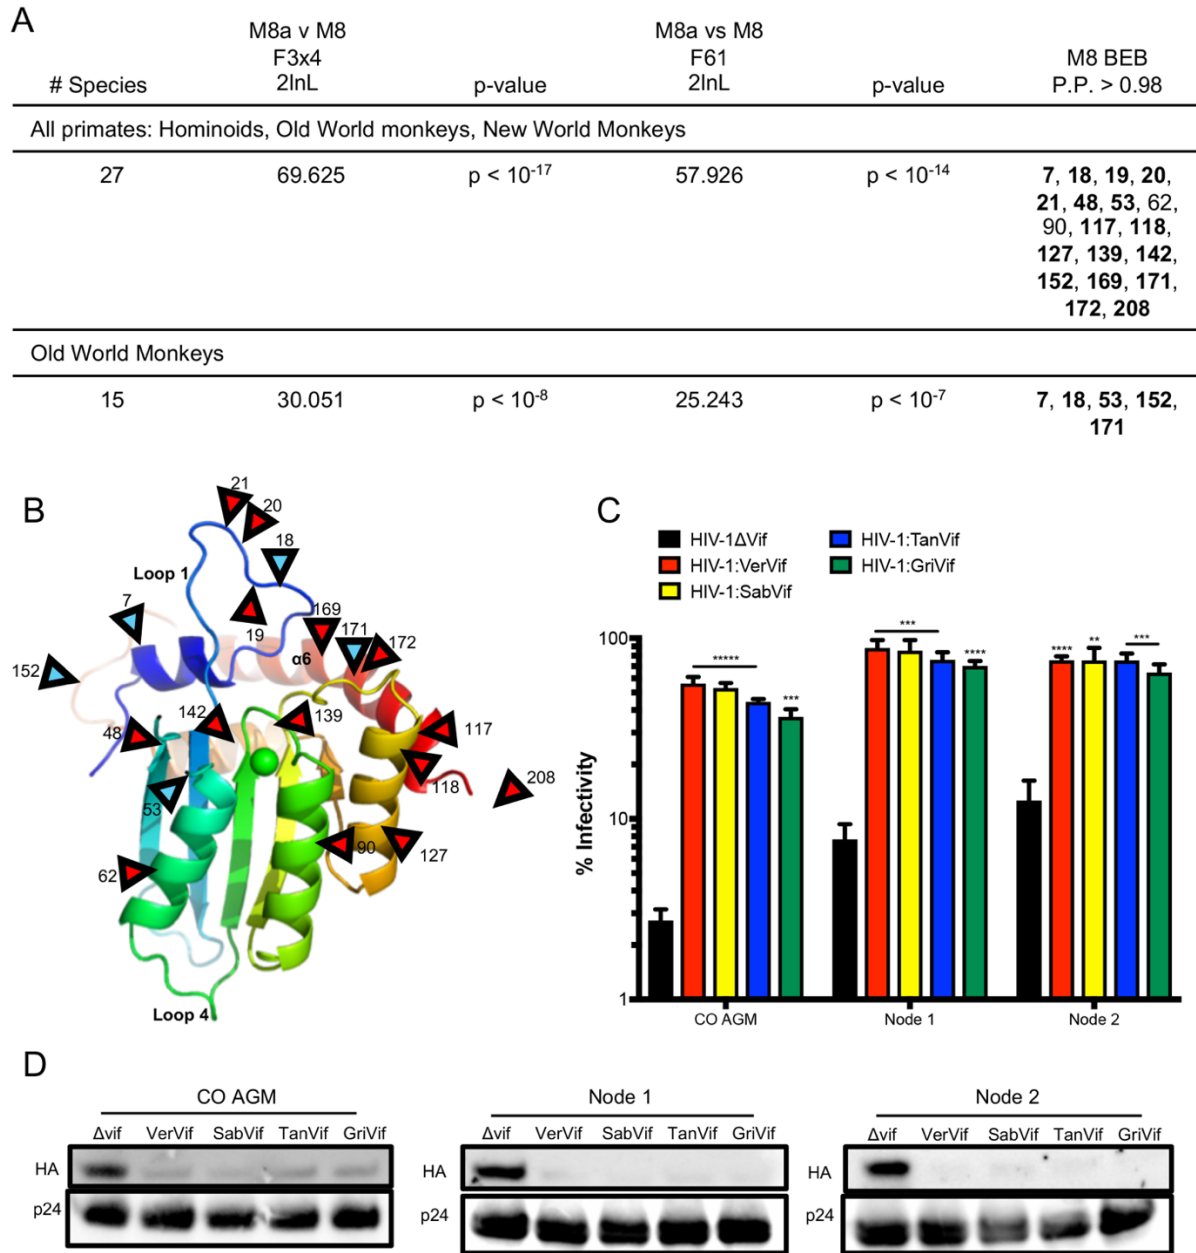 A
M8a v M8
F3x4
2lnL
M8a vs M8
F61
2lnL
M8 BEB
P.P. > 0.98
# Species
p-value
p-value
All primates: Hominoids, Old World monkeys, New World Monkeys
27
69.625
p < 10-17
57.926
p < 10-14
7, 18, 19, 20,
21, 48, 53, 62,
90, 117, 118,
127, 139, 142,
152, 169, 171,
172, 208
Old World Monkeys
15
30.051
p < 10-8
25.243
p < 10-7
7, 18, 53, 152,
171
B
21
20
18
Loop 1
7
19
169
171
172
α6
152
142
139
48
117
118
208
53
90
127
62
Loop 4
C
HIV-1ΔVif
HIV-1:VerVif
HIV-1:SabVif
HIV-1:TanVif
HIV-1:GriVif
% Infectivity
100
10
1
*****
***
***
****
****
**
***
CO AGM
Node 1
Node 2
D
CO AGM
Δvif VerVif SabVif TanVif GriVif
HA
p24
Node 1
Δvif VerVif SabVif TanVif GriVif
HA
p24
Node 2
Δvif VerVif SabVif TanVif GriVif
HA
p24